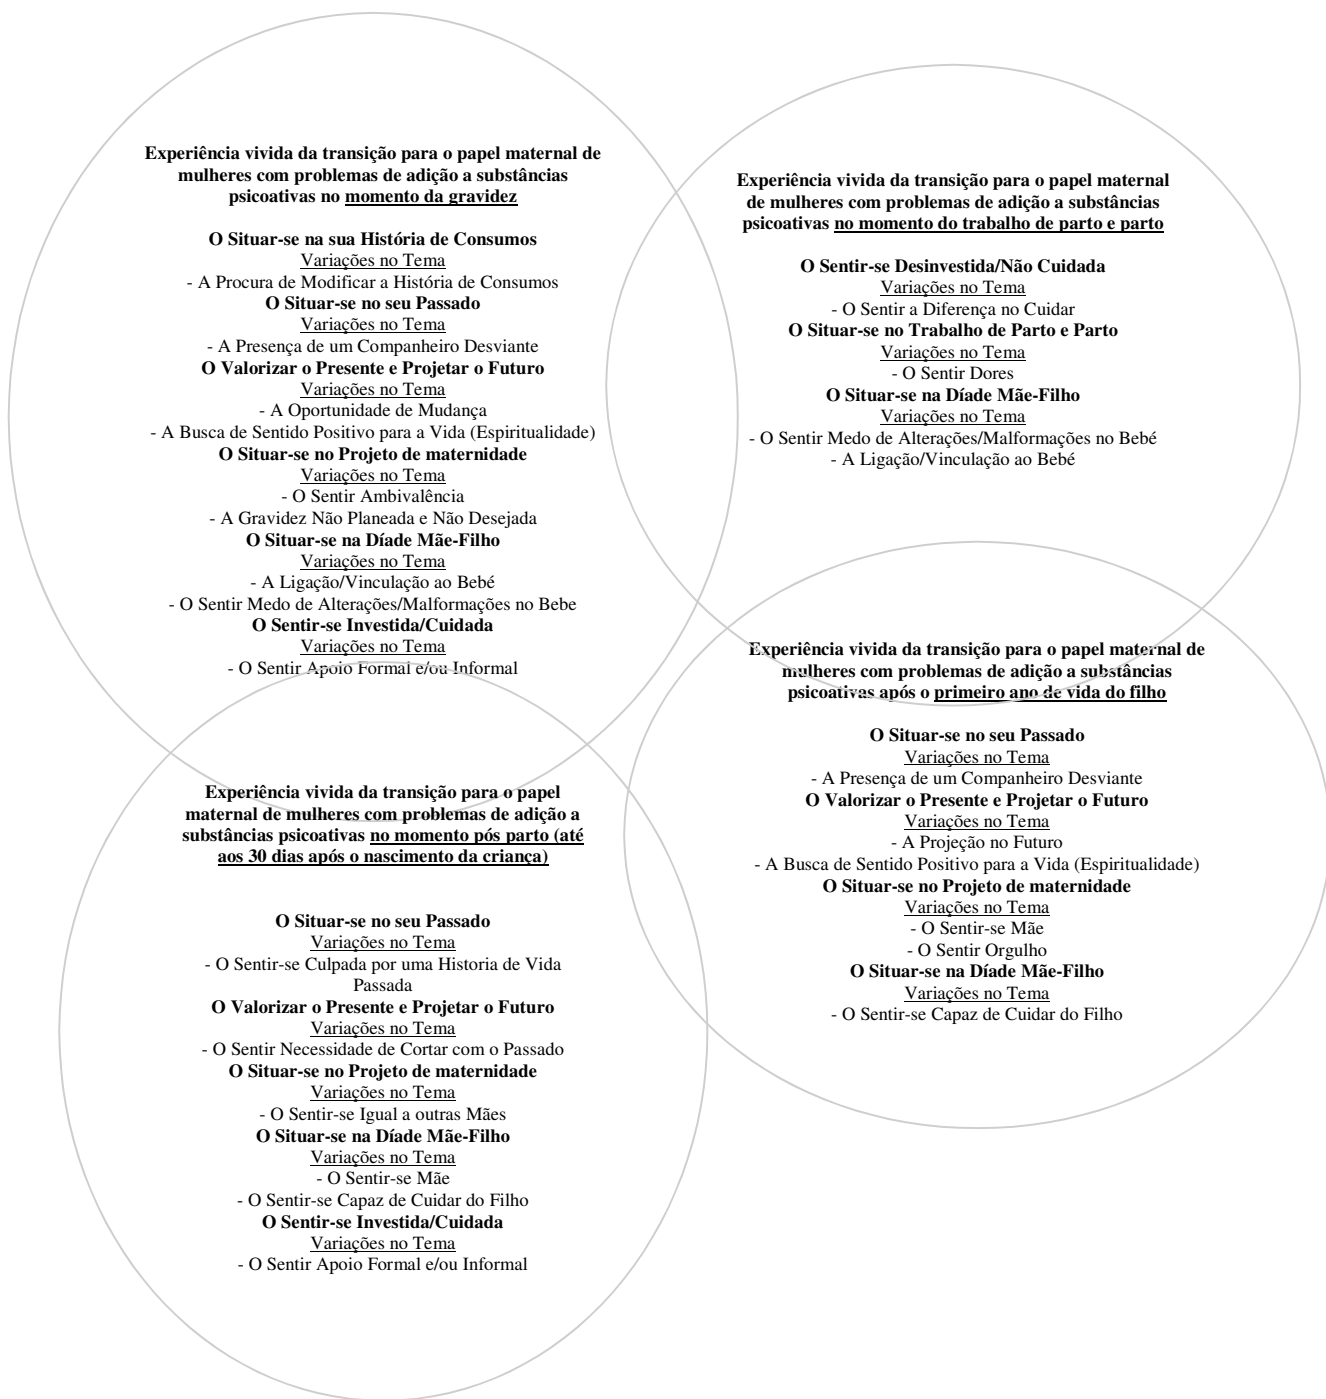 Experiência vivida da transição para o papel maternal de
mulheres com problemas de adição a substâncias
psicoativas no momento da gravidez
O Situar-se na sua História de Consumos
Variações no Tema
- A Procura de Modificar a História de Consumos
O Situar-se no seu Passado
Variações no Tema
- A Presença de um Companheiro Desviante
O Valorizar o Presente e Projetar o Futuro
Variações no Tema
- A Oportunidade de Mudança
- A Busca de Sentido Positivo para a Vida (Espiritualidade)
O Situar-se no Projeto de maternidade
Variações no Tema
- O Sentir Ambivalência
- A Gravidez Não Planeada e Não Desejada
O Situar-se na Díade Mãe-Filho
Variações no Tema
- A Ligação/Vinculação ao Bebé
- O Sentir Medo de Alterações/Malformações no Bebe
O Sentir-se Investida/Cuidada
Variações no Tema
- O Sentir Apoio Formal e/ou Informal
Experiência vivida da transição para o papel maternal
de mulheres com problemas de adição a substâncias
psicoativas no momento do trabalho de parto e parto
O Sentir-se Desinvestida/Não Cuidada
Variações no Tema
- O Sentir a Diferença no Cuidar
O Situar-se no Trabalho de Parto e Parto
Variações no Tema
- O Sentir Dores
O Situar-se na Díade Mãe-Filho
Variações no Tema
- O Sentir Medo de Alterações/Malformações no Bebé
- A Ligação/Vinculação ao Bebé
Experiência vivida da transição para o papel
maternal de mulheres com problemas de adição a
substâncias psicoativas no momento pós parto (até
aos 30 dias após o nascimento da criança)
O Situar-se no seu Passado
Variações no Tema
- O Sentir-se Culpada por uma Historia de Vida
Passada
O Valorizar o Presente e Projetar o Futuro
Variações no Tema
- O Sentir Necessidade de Cortar com o Passado
O Situar-se no Projeto de maternidade
Variações no Tema
- O Sentir-se Igual a outras Mães
O Situar-se na Díade Mãe-Filho
Variações no Tema
- O Sentir-se Mãe
- O Sentir-se Capaz de Cuidar do Filho
O Sentir-se Investida/Cuidada
Variações no Tema
- O Sentir Apoio Formal e/ou Informal
Experiência vivida da transição para o papel maternal de
mulheres com problemas de adição a substâncias
psicoativas após o primeiro ano de vida do filho
O Situar-se no seu Passado
Variações no Tema
- A Presença de um Companheiro Desviante
O Valorizar o Presente e Projetar o Futuro
Variações no Tema
- A Projeção no Futuro
- A Busca de Sentido Positivo para a Vida (Espiritualidade)
O Situar-se no Projeto de maternidade
Variações no Tema
- O Sentir-se Mãe
- O Sentir Orgulho
O Situar-se na Díade Mãe-Filho
Variações no Tema
- O Sentir-se Capaz de Cuidar do Filho